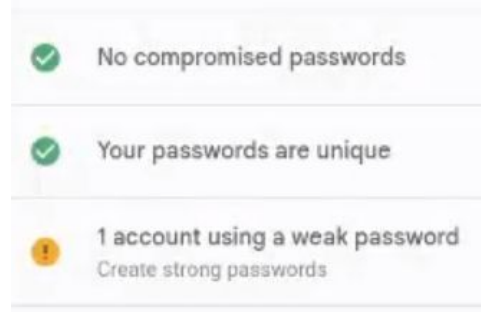 No compromised passwords
Your passwords are unique
1 account using a weak password
Create strong passwords